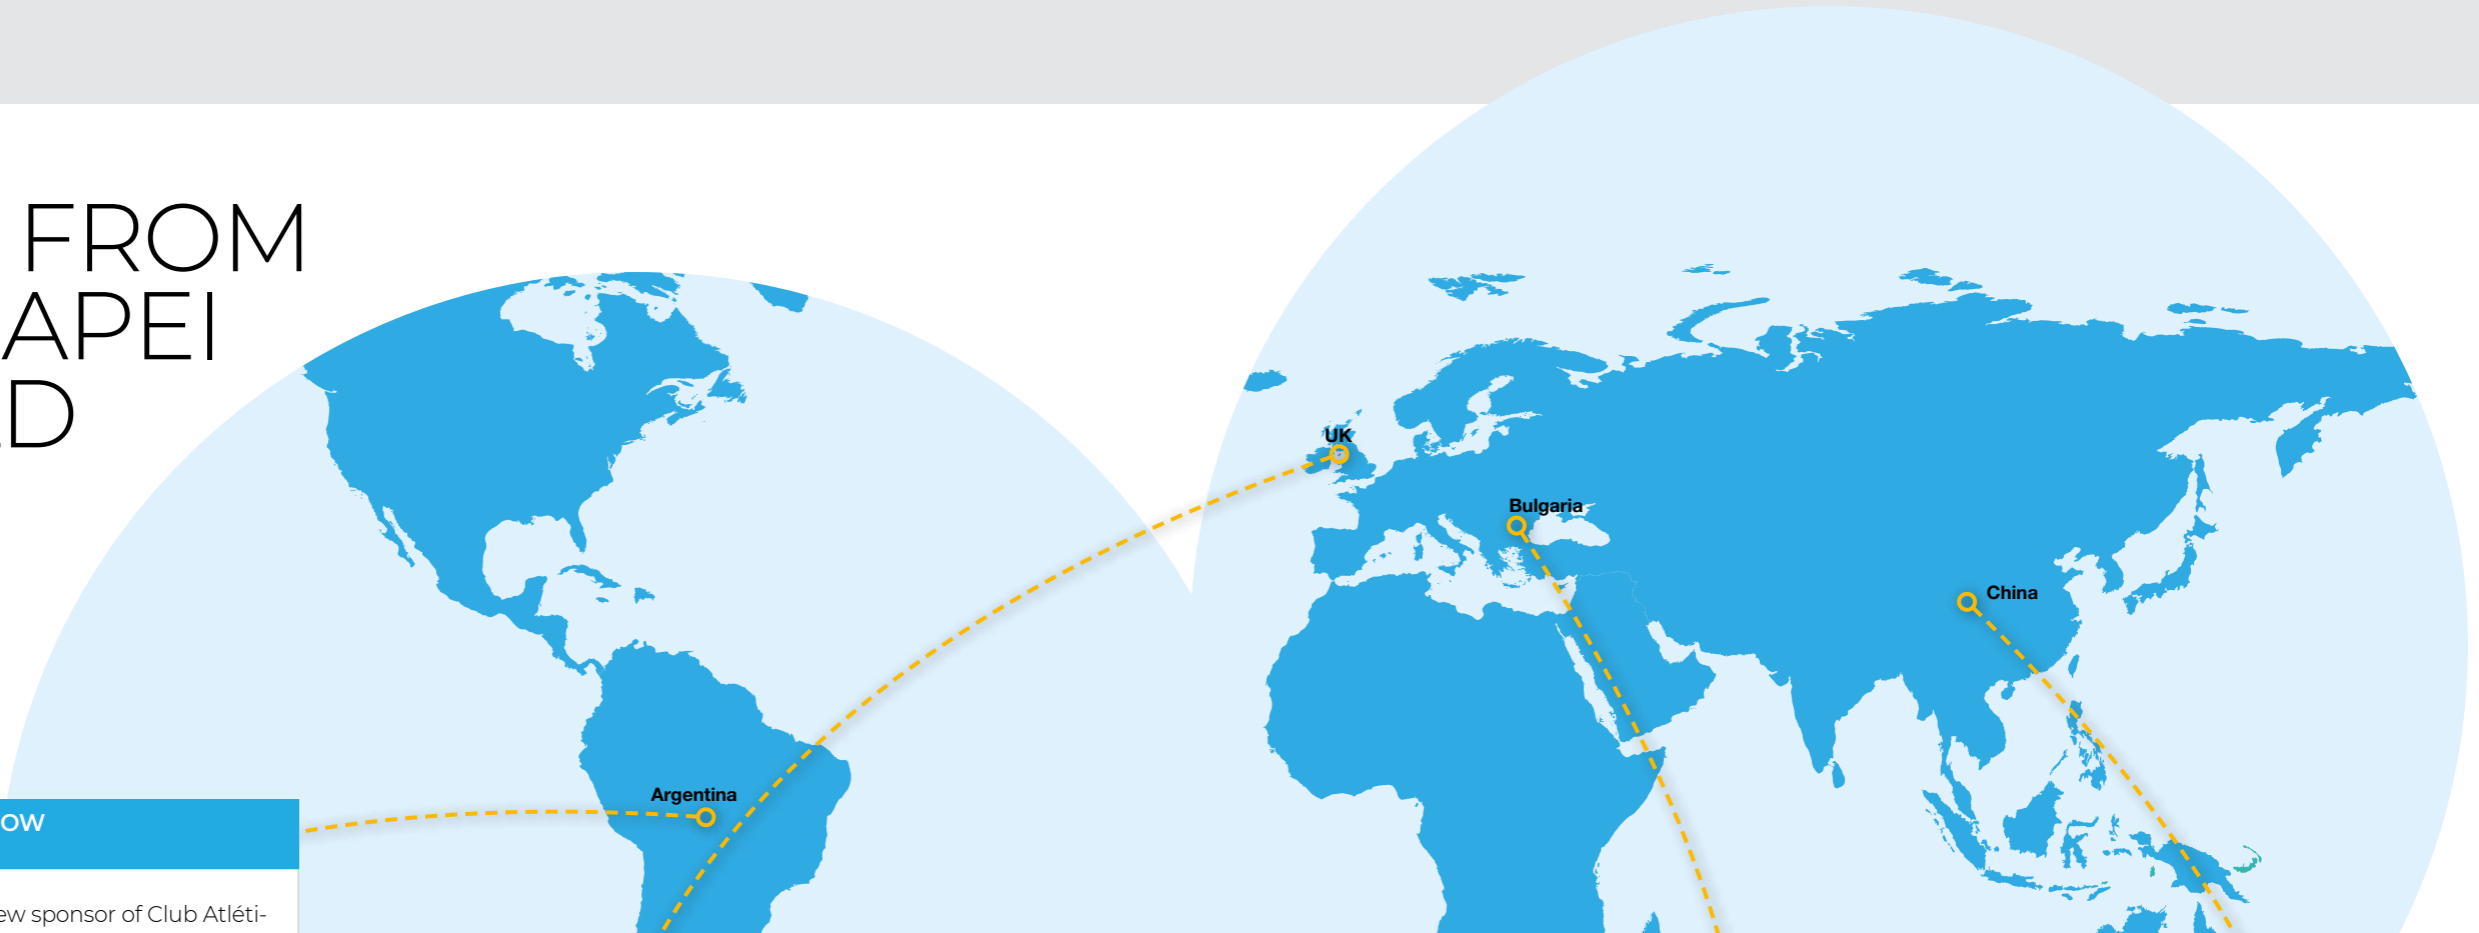 FROM
APEI
D
UK
Bulgaria
China
Argentina
ow
ew sponsor of Club Atléti-